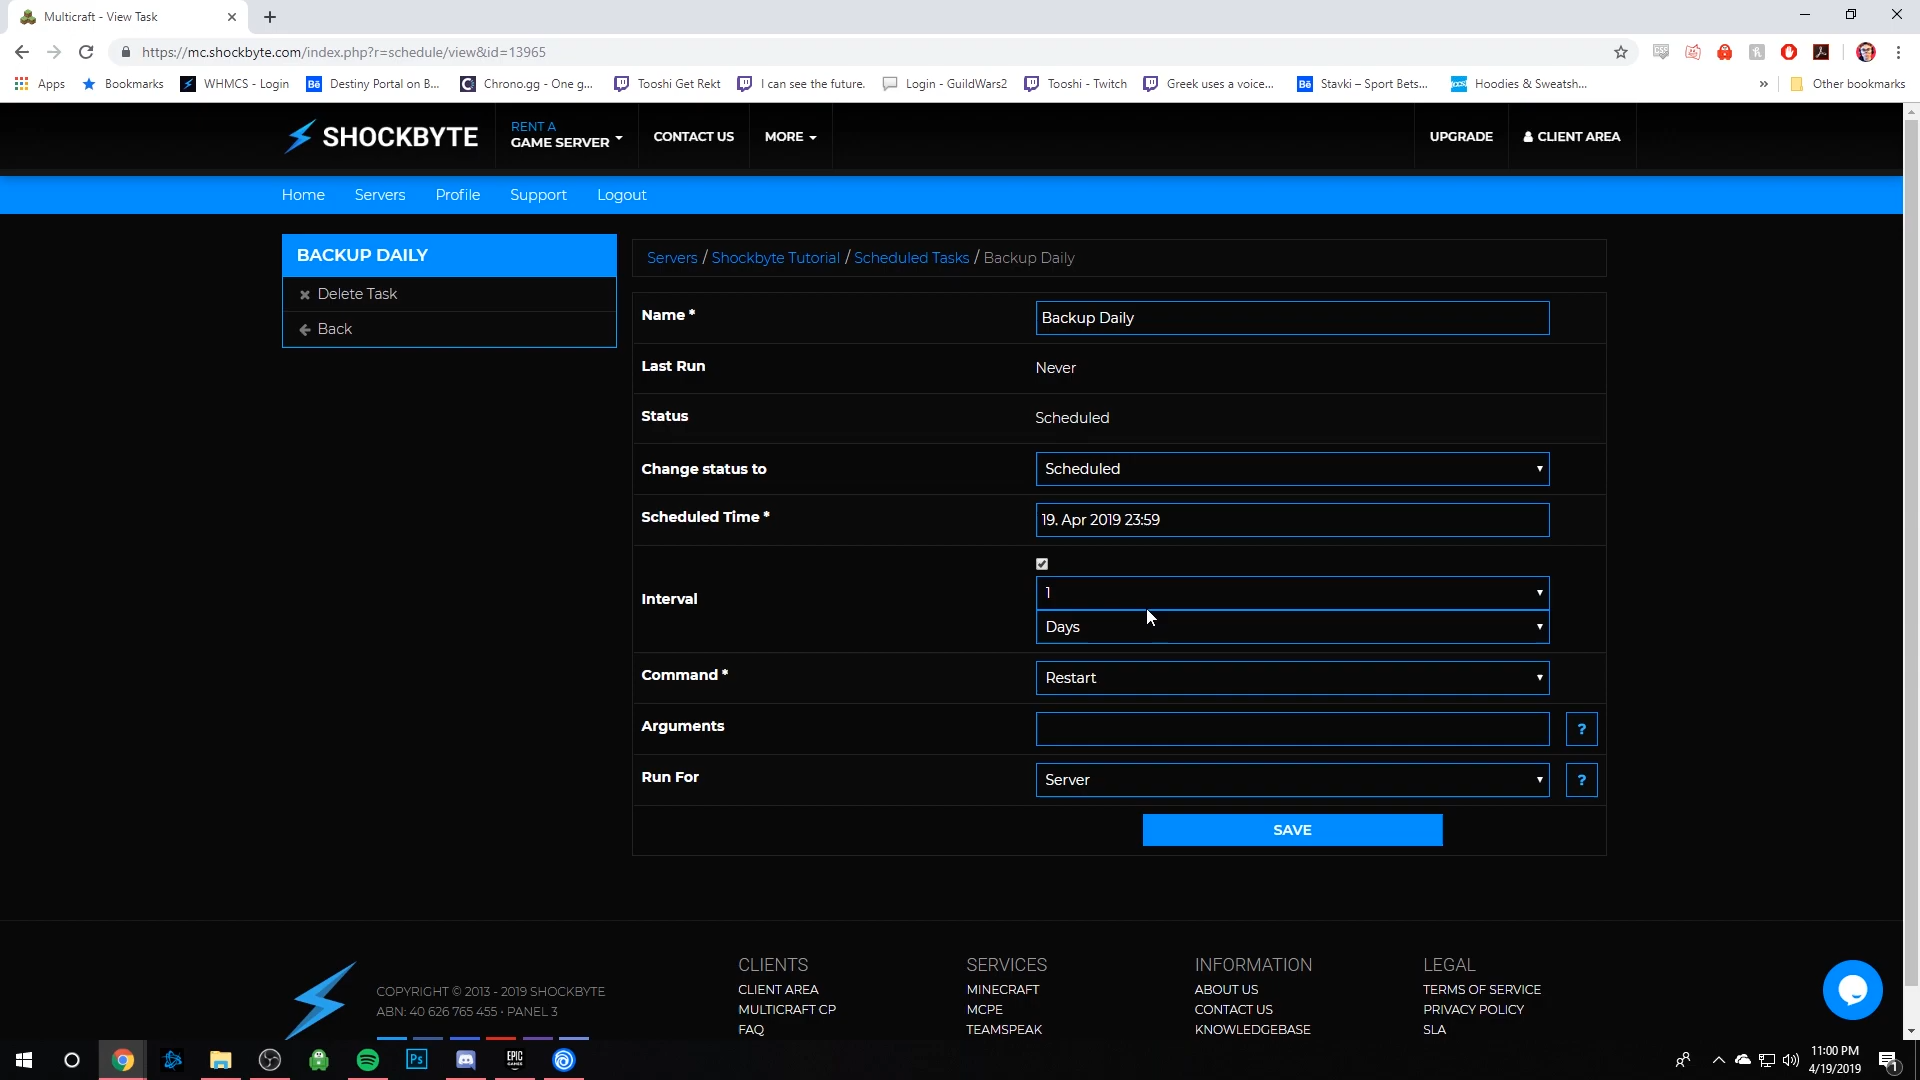 Multicraft - View Task
https://mc.shockbyte.com/index.php?r=schedule/view&id=13965
Apps Bookmarks WHMCS - Login Destiny Portal on B... Chrono.gg - One g... Tooshi Get Rekt I can see the future. Login - GuildWars2 Tooshi - Twitch Greek uses a voice... Stavki – Sport Bets... Hoodies & Sweatsh... » Other bookmarks
SHOCKBYTE
RENT A
GAME SERVER
CONTACT US
MORE
UPGRADE
CLIENT AREA
Home Servers Profile Support Logout
BACKUP DAILY
Delete Task
Back
Servers / Shockbyte Tutorial / Scheduled Tasks / Backup Daily
Name * Backup Daily
Last Run Never
Status Scheduled
Change status to Scheduled
Scheduled Time * 19. Apr 2019 23:59
Interval
1
Days
Command * Restart
Arguments ?
Run For Server ?
SAVE
COPYRIGHT © 2013 - 2019 SHOCKBYTE
ABN: 40 626 765 455 • PANEL 3
CLIENTS
CLIENT AREA
MULTICRAFT CP
FAQ
SERVICES
MINECRAFT
MCPE
TEAMSPEAK
INFORMATION
ABOUT US
CONTACT US
KNOWLEDGEBASE
LEGAL
TERMS OF SERVICE
PRIVACY POLICY
SLA
Ps
EPIC
GAMES
11:00 PM
4/19/2019
1